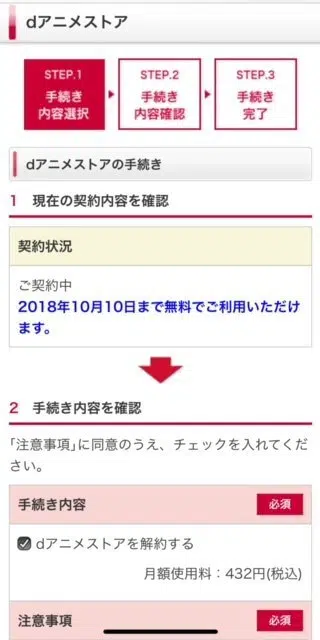 dアニメストア
STEP.1
手続き
内容選択
STEP.2
手続き
内容確認
STEP.3
手続き
完了
dアニメストアの手続き
1 現在の契約内容を確認
契約状況
ご契約中
2018年10月10日まで無料でご利用いただけ
ます。
2 手続き内容を確認
「注意事項」に同意のうえ、チェックを入れてくだ
さい。
手続き内容 必須
dアニメストアを解約する
月額使用料：432円(税込)
注意事項 必須